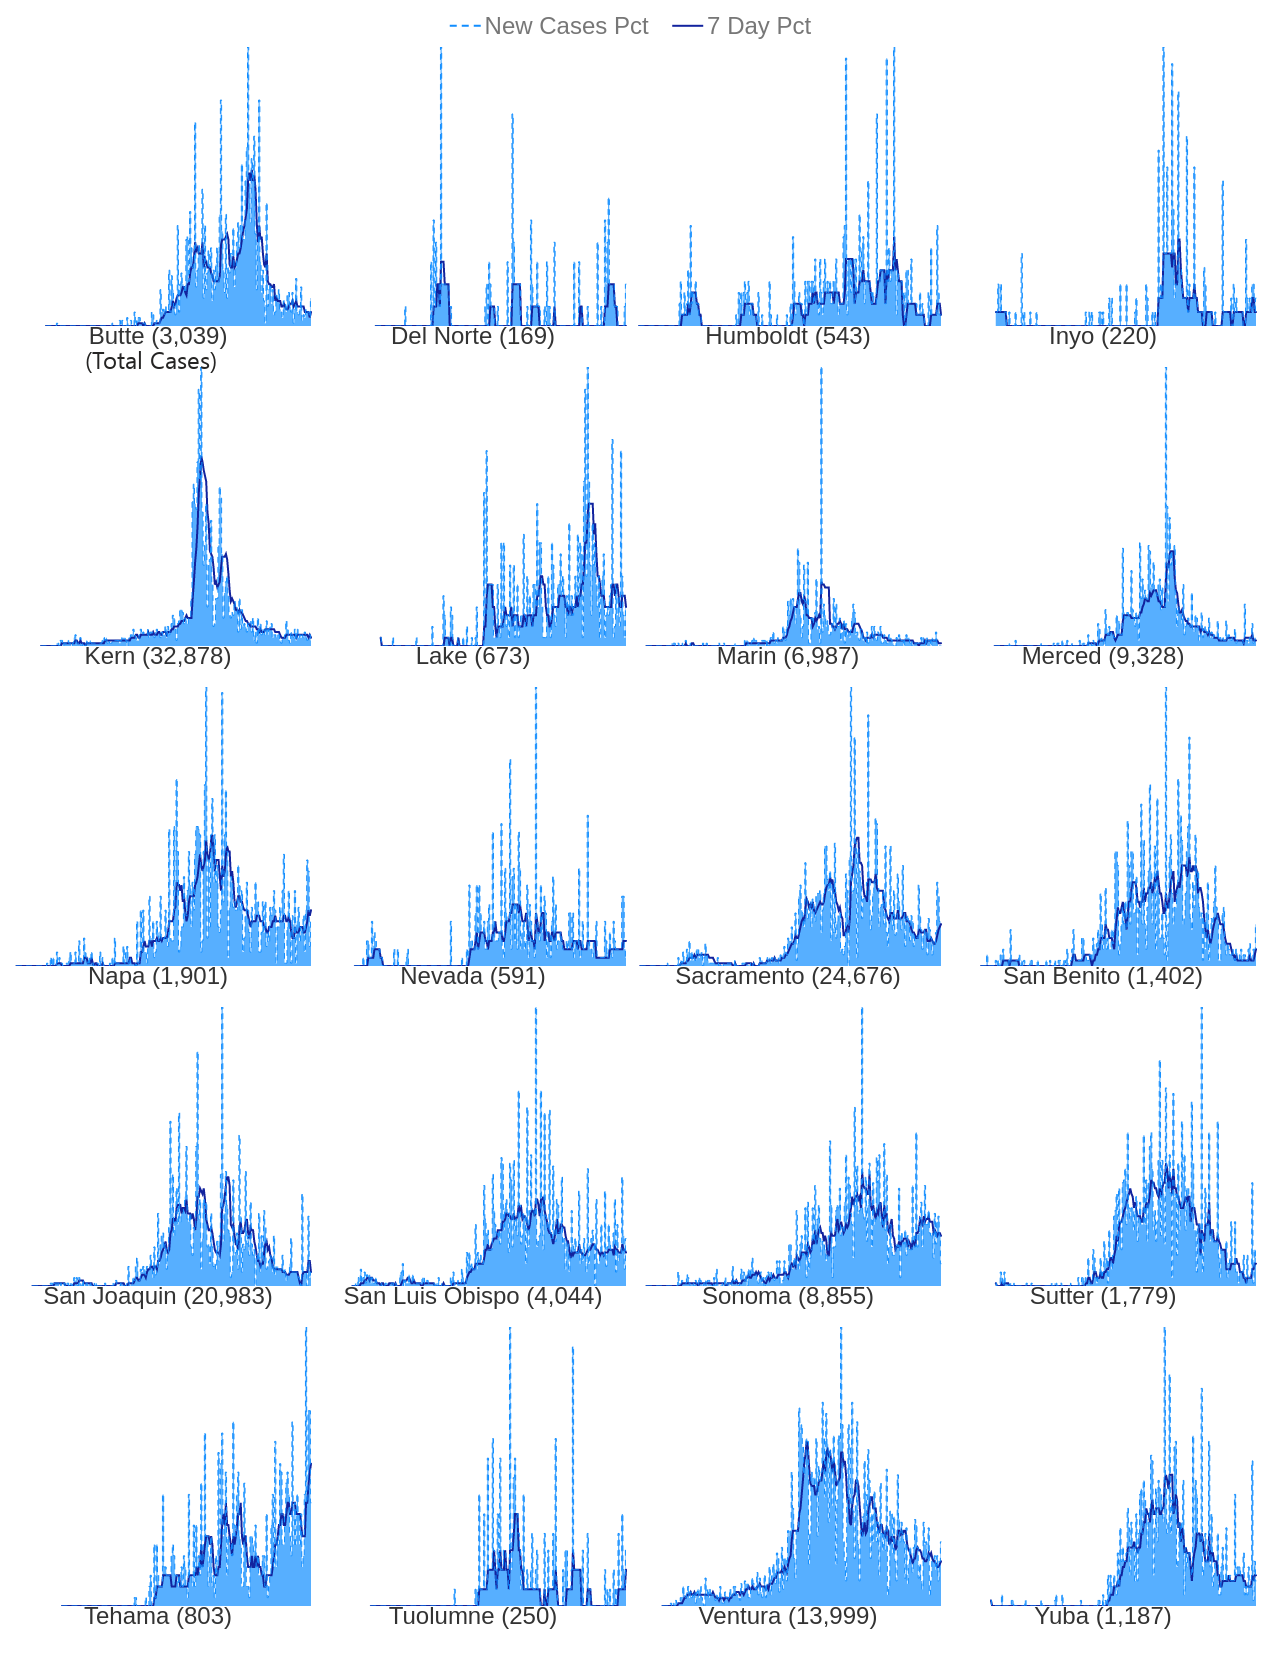 New Cases Pct 7 Day Pct
Butte (3,039) Del Norte (169) Humboldt (543) Inyo (220)
(Total Cases)
Kern (32,878) Lake (673) Marin (6,987) Merced (9,328)
Napa (1,901) Nevada (591) Sacramento (24,676) San Benito (1,402)
San Joaquin (20,983) San Luis Obispo (4,044) Sonoma (8,855) Sutter (1,779)
Tehama (803) Tuolumne (250) Ventura (13,999) Yuba (1,187)